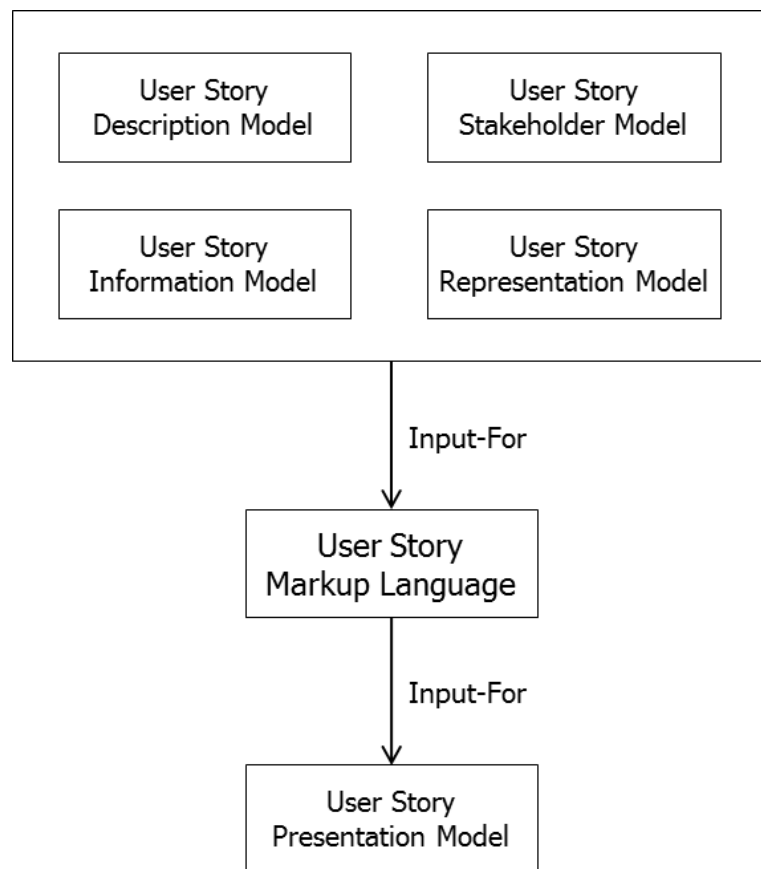 User Story
Description Model
User Story
Stakeholder Model
User Story
Information Model
User Story
Representation Model
Input-For
User Story
Markup Language
Input-For
User Story
Presentation Model